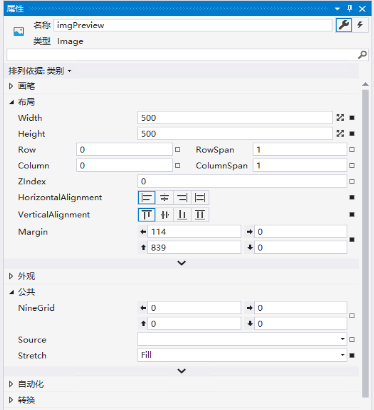 属性
名称 imgPreview
类型 Image
排列依据: 类别
画笔
布局
Width 500
Height 500
Row 0 RowSpan 1
Column 0 ColumnSpan 1
ZIndex 0
HorizontalAlignment
VerticalAlignment
Margin 114 0
839 0
外观
公共
NineGrid 0 0
0 0
Source
Stretch Fill
自动化
转换